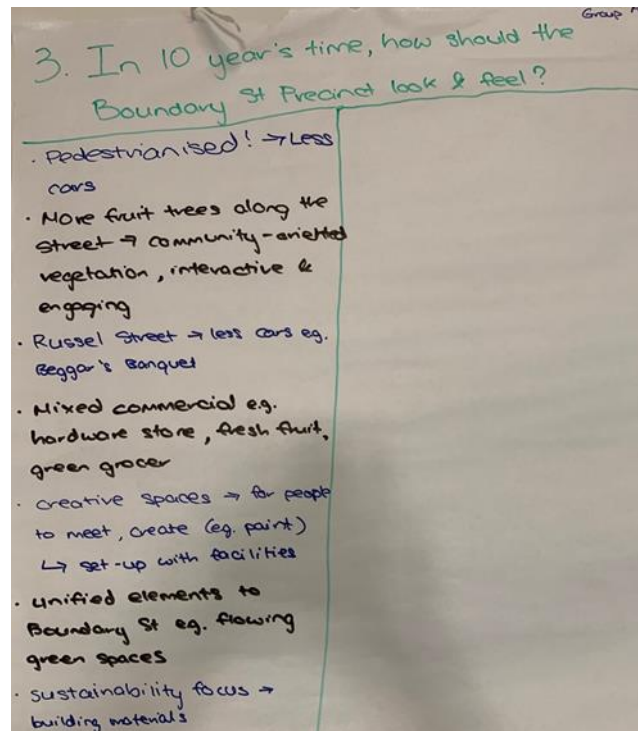 Group
3. In 10 year's time, how should the
Boundary St Precinct look & feel?
· Pedestrianised! → Less
cars
· More fruit trees along the
street → community-oriented
vegetation, interactive &
engaging
· Russel Street → less cars eg.
Beggar's Banquet
· Mixed commercial e.g.
hardware store, fresh fruit,
green grocer
· creative spaces → for people
to meet, create (eg. paint)
↳ set-up with facilities
· unified elements to
Boundary St eg. flowing
green spaces
· sustainability focus →
building materials